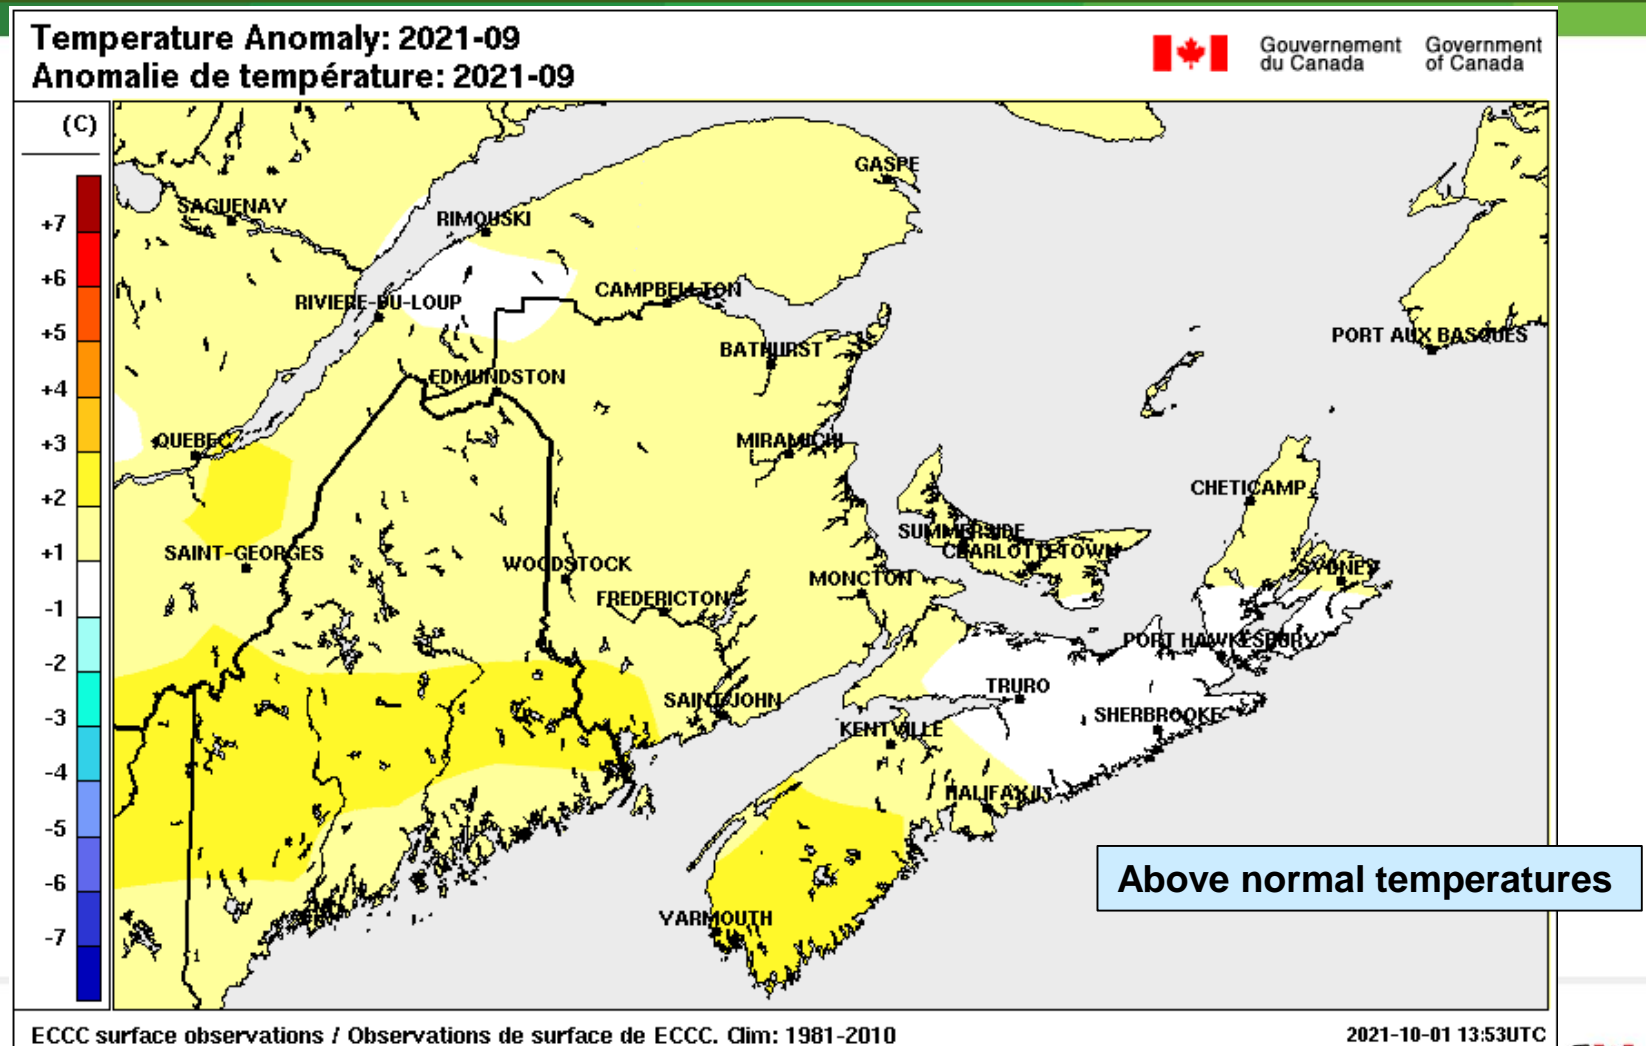 Temperature Anomaly: 2021-09
Anomalie de température: 2021-09
Gouvernement du Canada
Government of Canada
(C)
+7
+6
+5
+4
+3
+2
+1
-1
-2
-3
-4
-5
-6
-7
GASPE
SAGUENAY
RIMOUSKI
CAMPBELLTON
RIVIERE-DU-LOUP
PORT AUX BASQUES
BATHURST
EDMUNDSTON
QUEBEC
MIRAMICHI
CHETICAMP
SUMMERSIDE
CHARLOTTETOWN
SAINT-GEORGES
WOODSTOCK
SYDNEY
MONCTON
FREDERICTON
PORT HAWKESBURY
TRURO
SAINT JOHN
SHERBROOKE
KENTVILLE
HALIFAX
Above normal temperatures
YARMOUTH
ECCC surface observations / Observations de surface de ECCC. Clim: 1981-2010
2021-10-01 13:53UTC